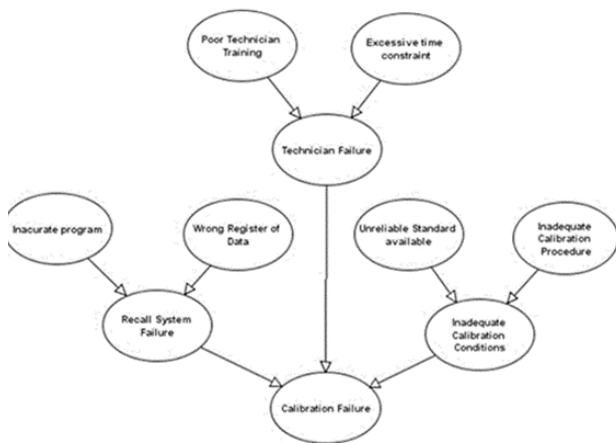 Poor Technician
Training
Excessive time
constraint
Technician Failure
Inacurate program
Wrong Register of
Data
Unreliable Standard
available
Inadequate
Calibration
Procedure
Recall System
Failure
Inadequate
Calibration
Conditions
Calibration Failure